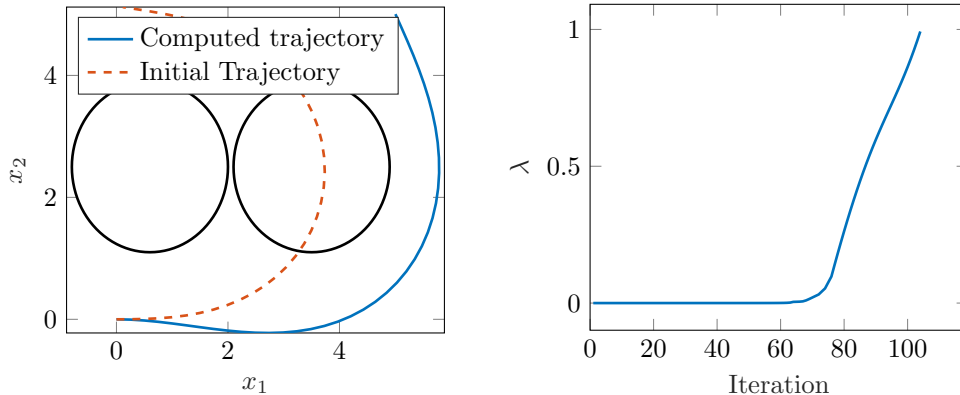 Computed trajectory
Initial Trajectory
4
2
0
x₂
0
2
4
x₁
1
0.5
0
λ
0
20
40
60
80
100
Iteration